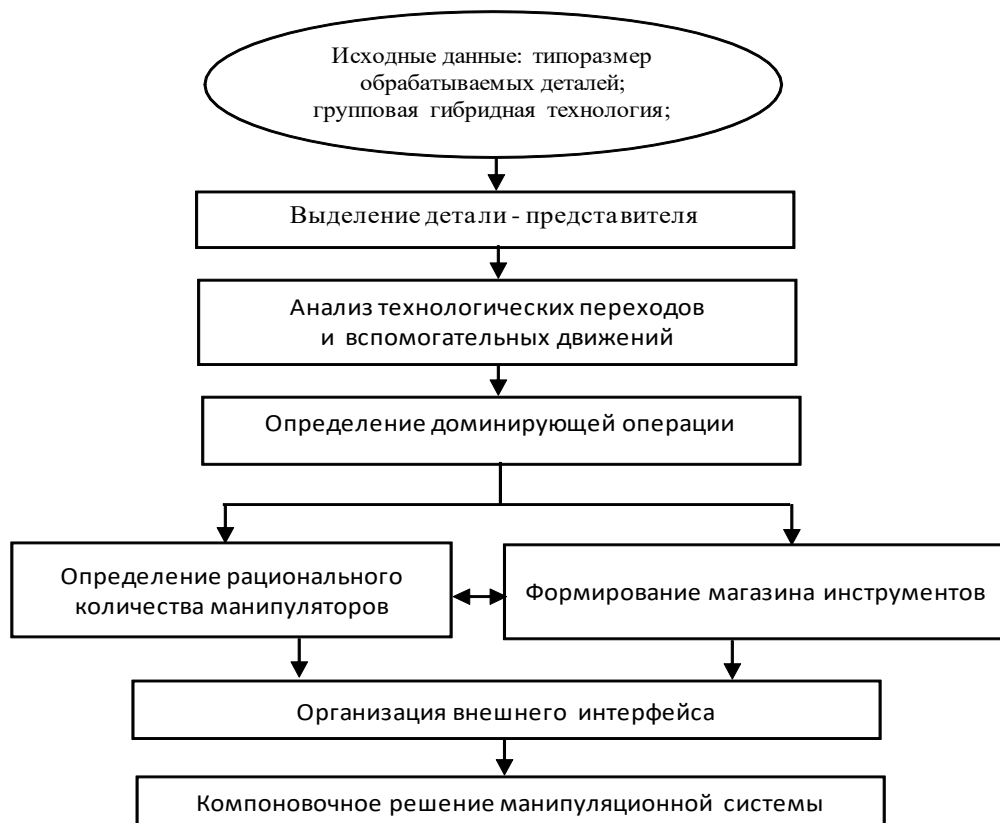 Исходные данные: типоразмер
обрабатываемых деталей;
групповая гибридная технология;
Выделение детали - представителя
Анализ технологических переходов
и вспомогательных движений
Определение доминирующей операции
Определение рационального
количества манипуляторов
Формирование магазина инструментов
Организация внешнего интерфейса
Компоновочное решение манипуляционной системы